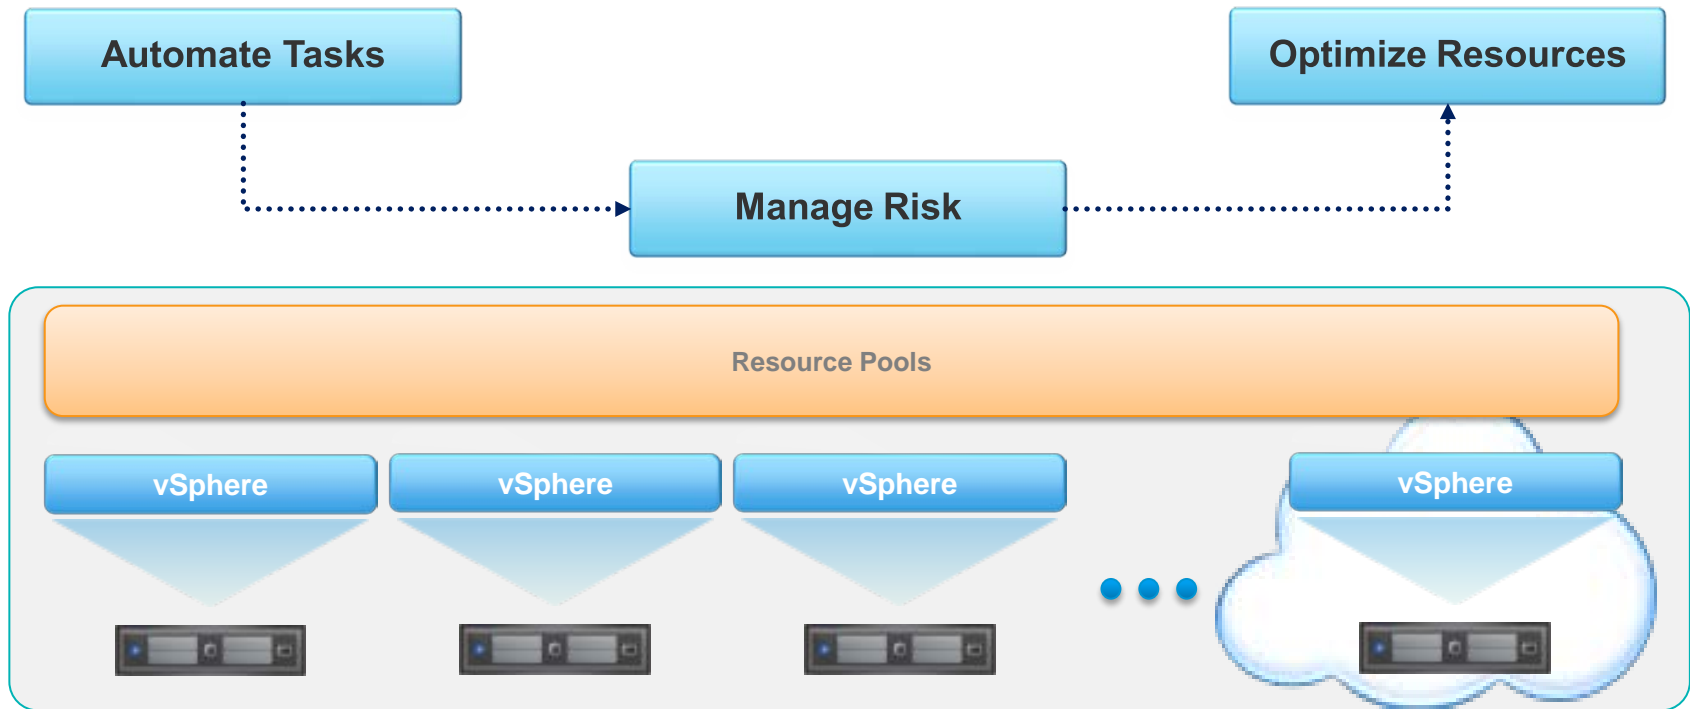 Automate Tasks
Optimize Resources
Manage Risk
Resource Pools
vSphere
vSphere
vSphere
vSphere